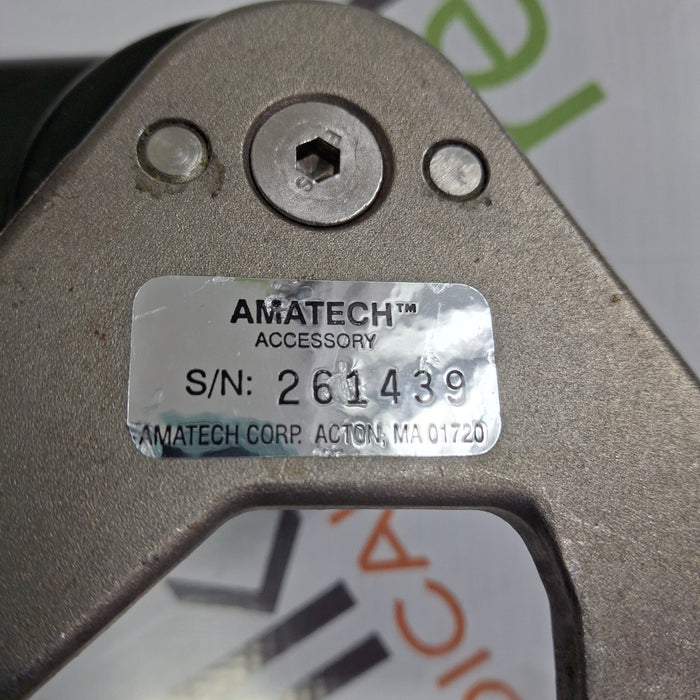 AMATECH™
ACCESSORY
S/N: 261439
AMATECH CORP. ACTON, MA 01720